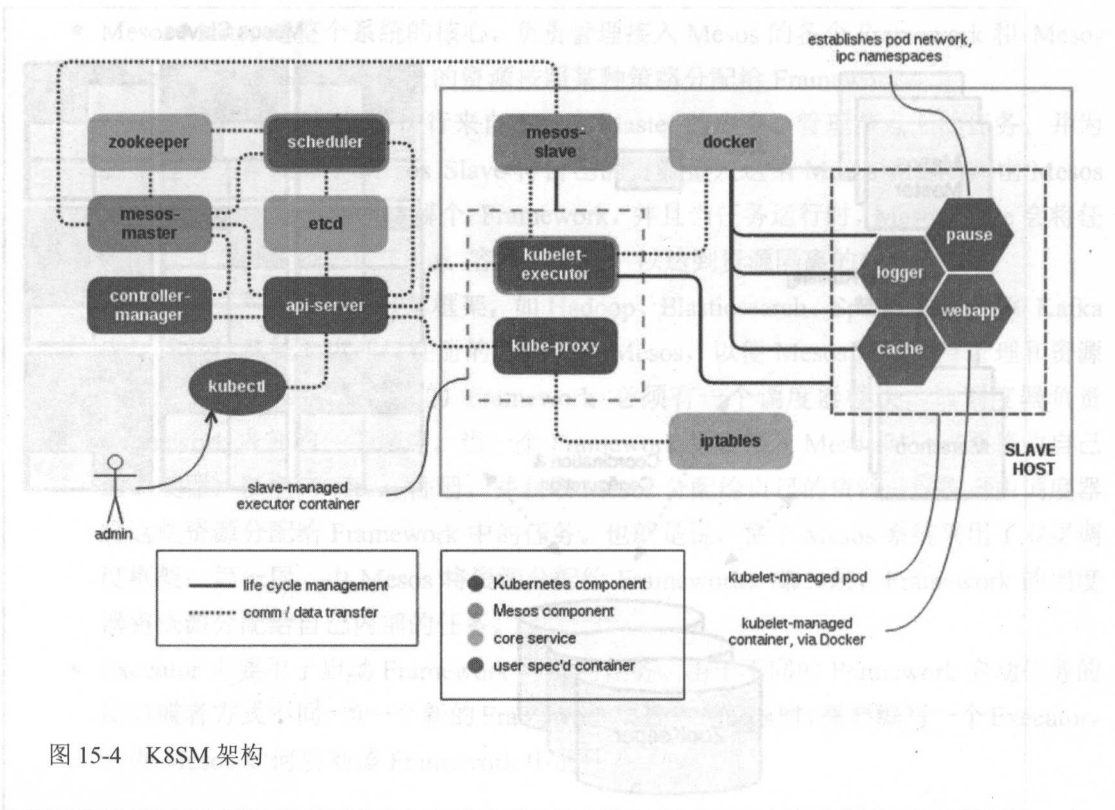 establishes pod network,
ipc namespaces
zookeeper
scheduler
mesos-
slave
docker
mesos-
master
etcd
kubelet-
executor
pause
logger
controller-
manager
api-server
webapp
kube-proxy
cache
kubectl
iptables
SLAVE
HOST
slave-managed
executor container
admin
life cycle management
comm / data transfer
Kubernetes component
Mesos component
core service
user spec'd container
kubelet-managed pod
kubelet-managed
container, via Docker
图 15-4 K8SM 架构